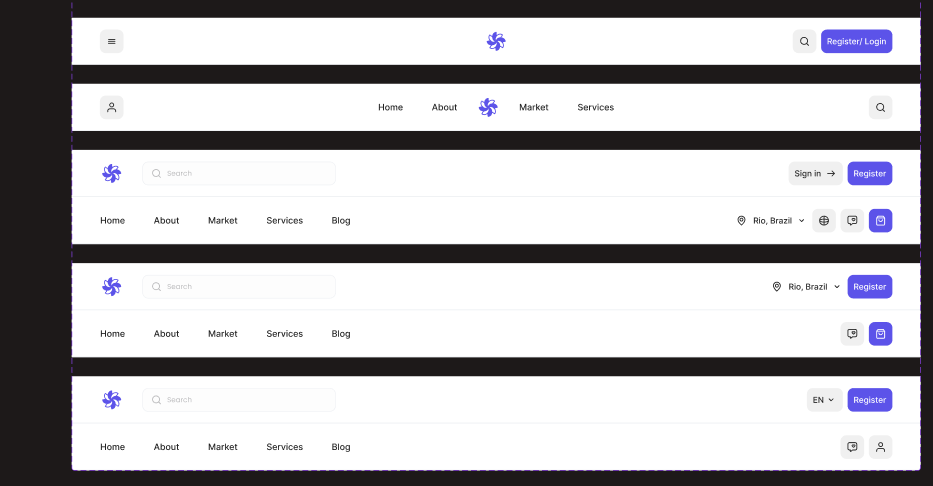 Register/ Login
Home About Market Services
Search Sign in Register
Home About Market Services Blog Rio, Brazil
Search Rio, Brazil Register
Home About Market Services Blog
Search EN Register
Home About Market Services Blog